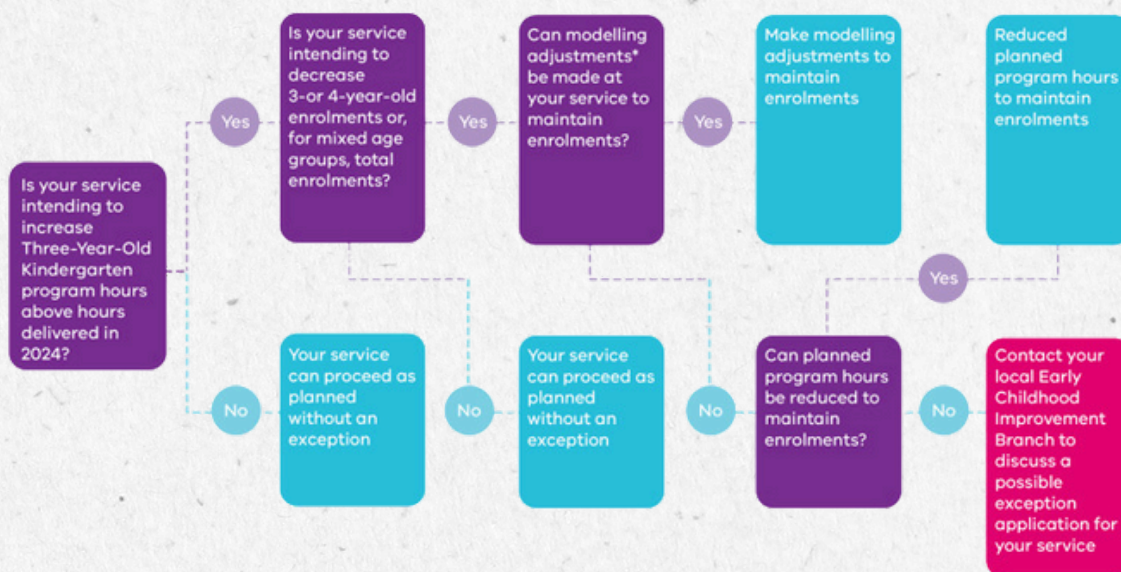 Is your service
intending to
increase
Three-Year-Old
Kindergarten
program hours
above hours
delivered in
2024?
Yes
Is your service
intending to
decrease
3-or 4-year-old
enrolments or,
for mixed age
groups, total
enrolments?
Yes
Can modelling
adjustments*
be made at
your service to
maintain
enrolments?
Yes
Make modelling
adjustments to
maintain
enrolments
Reduced
planned
program hours
to maintain
enrolments
Yes
No
Your service
can proceed as
planned
without an
exception
No
Your service
can proceed as
planned
without an
exception
No
Can planned
program hours
be reduced to
maintain
enrolments?
No
Contact your
local Early
Childhood
Improvement
Branch to
discuss a
possible
exception
application for
your service